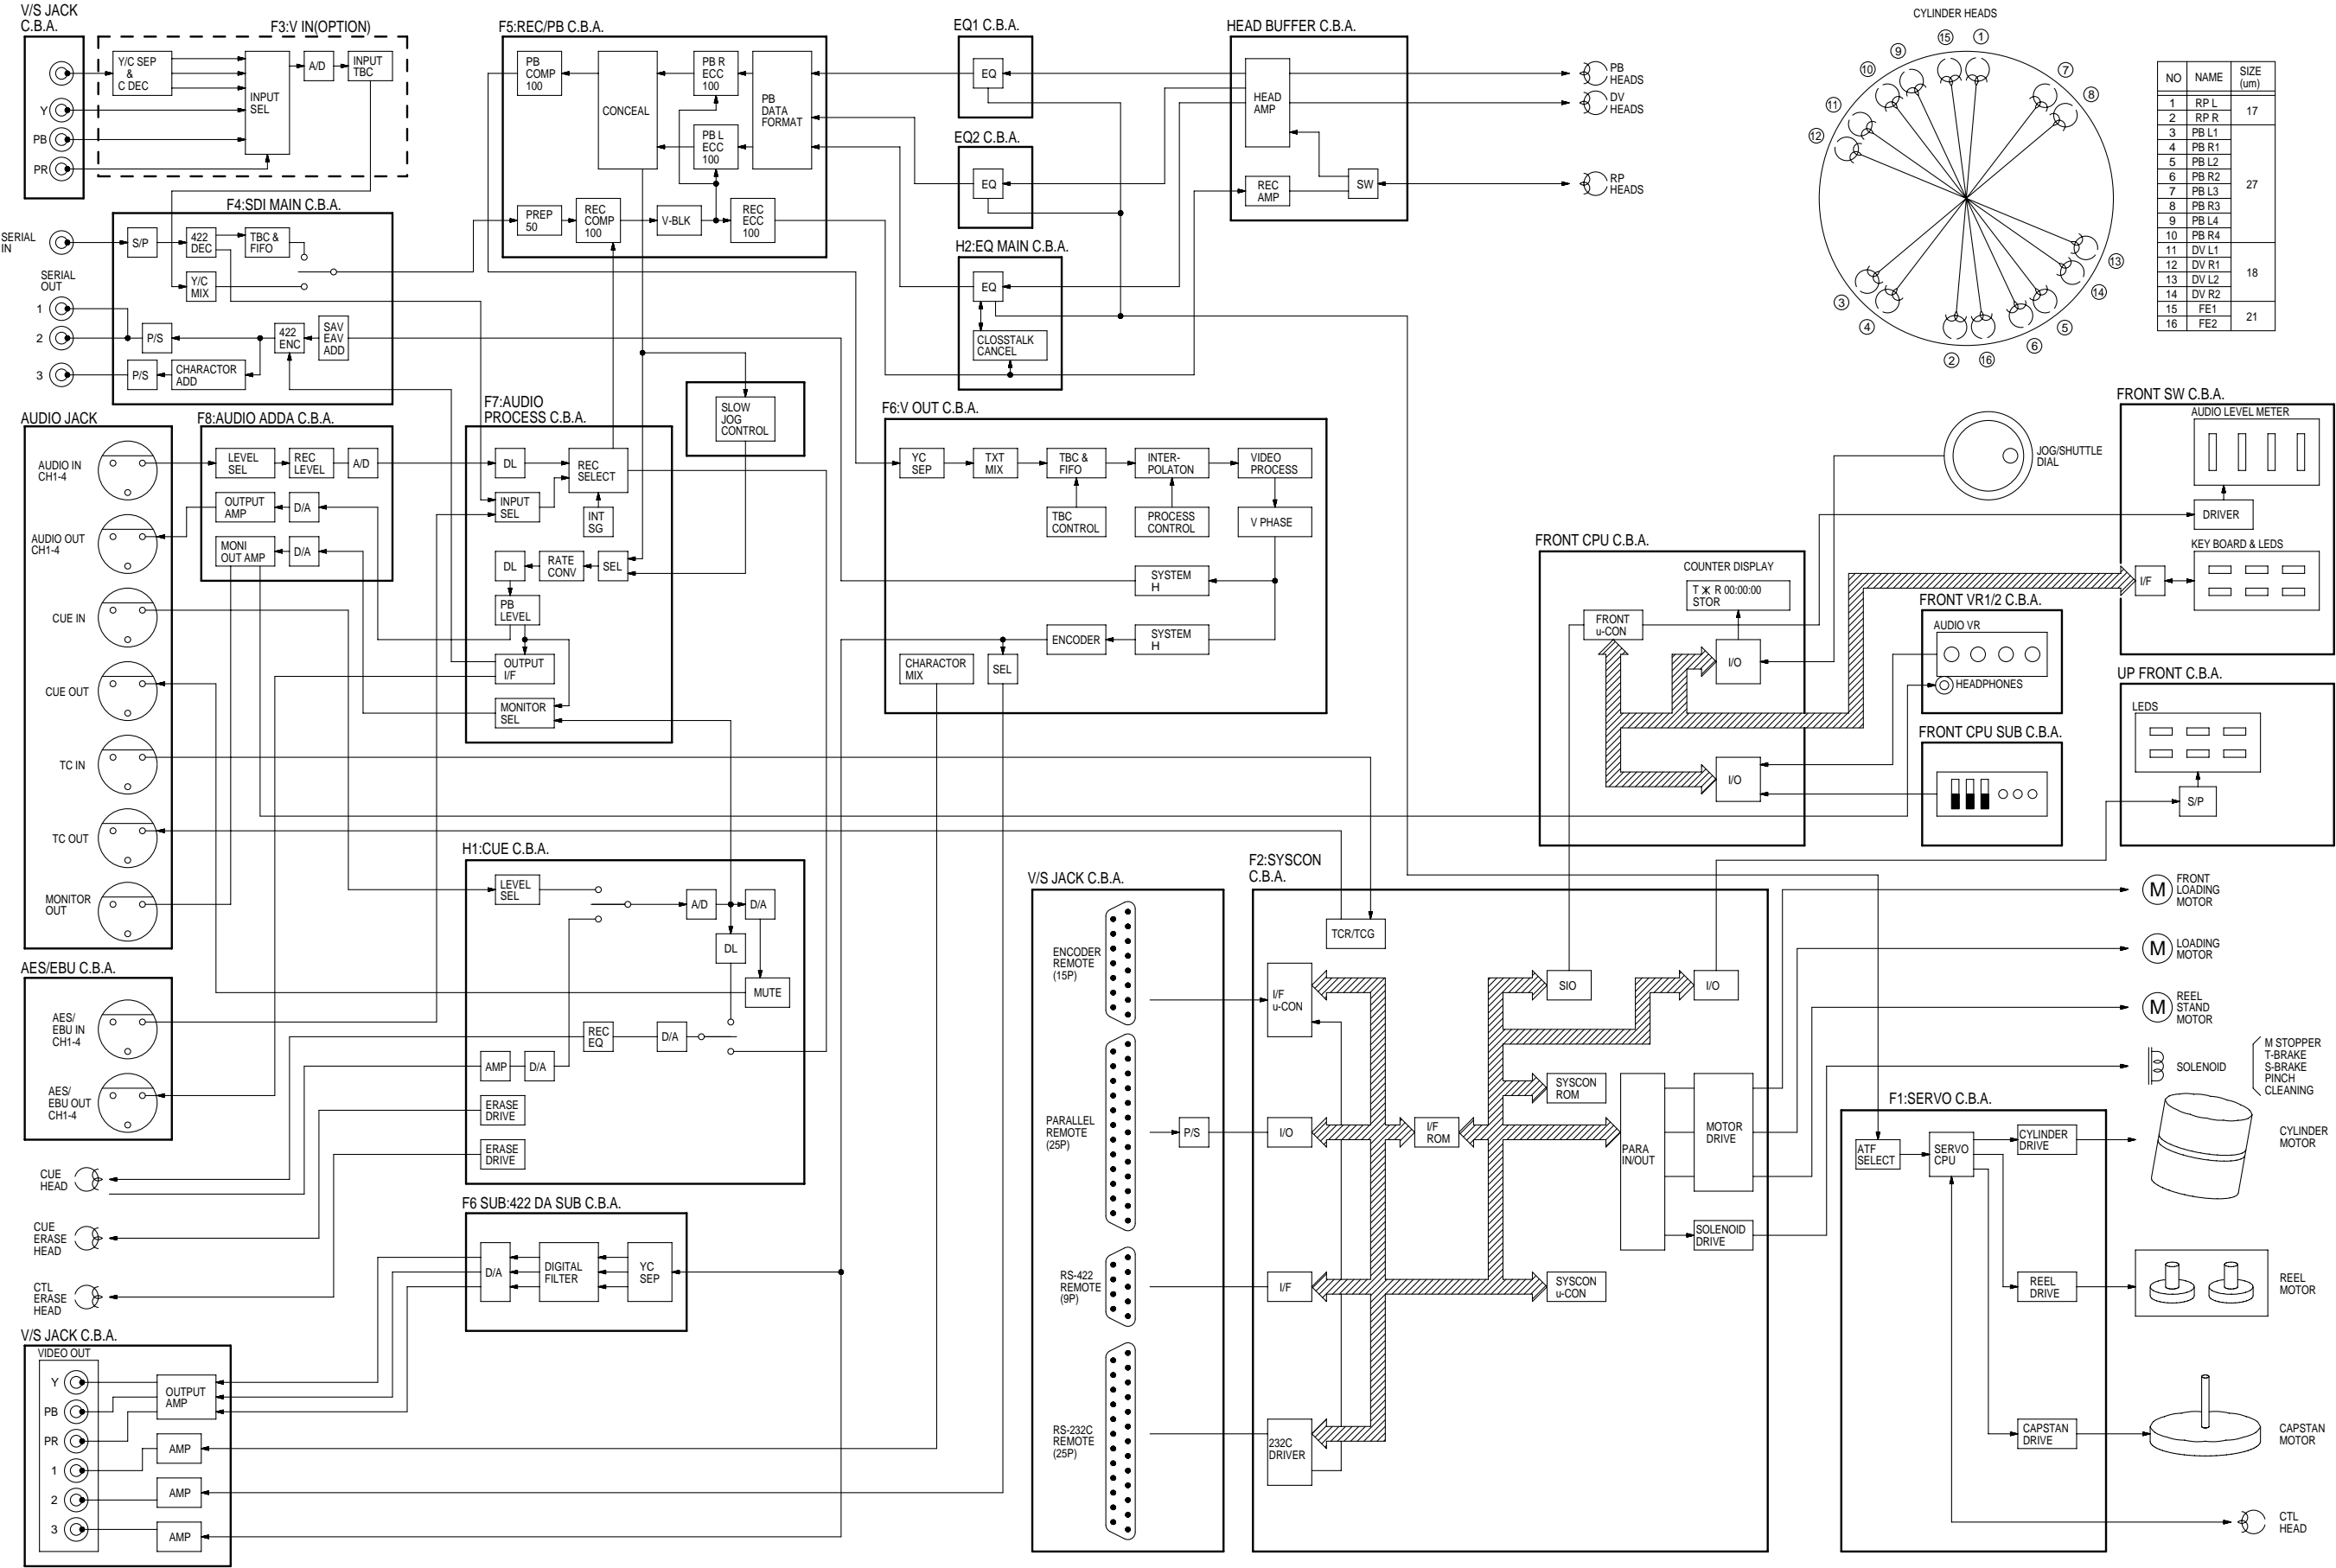 V/S JACK
C.B.A.
Y
PB
PR
F3:V IN(OPTION)
Y/C SEP
&
C DEC
INPUT
SEL
A/D
INPUT
TBC
F4:SDI MAIN C.B.A.
SERIAL
IN
SERIAL
OUT
1
2
3
S/P
422
DEC
TBC &
FIFO
Y/C
MIX
P/S
422
ENC
SAV
EAV
ADD
P/S
CHARACTOR
ADD
F5:REC/PB C.B.A.
PB
COMP
100
CONCEAL
PB R
ECC
100
PB L
ECC
100
PB
DATA
FORMAT
PREP
50
REC
COMP
100
V-BLK
REC
ECC
100
EQ1 C.B.A.
EQ
EQ2 C.B.A.
EQ
H2:EQ MAIN C.B.A.
EQ
CLOSSTALK
CANCEL
HEAD BUFFER C.B.A.
HEAD
AMP
REC
AMP
SW
PB
HEADS
DV
HEADS
RP
HEADS
CYLINDER HEADS
⑮
①
⑨
⑦
⑩
⑧
⑪
⑫
⑬
⑭
③
④
⑤
⑥
②
⑯
NO NAME SIZE
(um)
1 RP L
17
2 RP R
3 PB L1
4 PB R1
5 PB L2
6 PB R2
27
7 PB L3
8 PB R3
9 PB L4
10 PB R4
11 DV L1
12 DV R1
18
13 DV L2
14 DV R2
15 FE1
21
16 FE2
AUDIO JACK
AUDIO IN
CH1-4
AUDIO OUT
CH1-4
CUE IN
CUE OUT
TC IN
TC OUT
MONITOR
OUT
F8:AUDIO ADDA C.B.A.
LEVEL
SEL
REC
LEVEL
A/D
OUTPUT
AMP
D/A
MONI
OUT AMP
D/A
F7:AUDIO
PROCESS C.B.A.
DL
REC
SELECT
INPUT
SEL
INT
SG
DL
RATE
CONV
SEL
PB
LEVEL
OUTPUT
I/F
MONITOR
SEL
SLOW
JOG
CONTROL
F6:V OUT C.B.A.
YC
SEP
TXT
MIX
TBC &
FIFO
INTER-
POLATON
VIDEO
PROCESS
TBC
CONTROL
PROCESS
CONTROL
V PHASE
SYSTEM
H
ENCODER
SYSTEM
H
CHARACTOR
MIX
SEL
JOG/SHUTTLE
DIAL
FRONT SW C.B.A.
AUDIO LEVEL METER
DRIVER
KEY BOARD & LEDS
I/F
FRONT CPU C.B.A.
COUNTER DISPLAY
T Ж R 00:00:00
STOR
FRONT
u-CON
I/O
I/O
FRONT VR1/2 C.B.A.
AUDIO VR
HEADPHONES
FRONT CPU SUB C.B.A.
UP FRONT C.B.A.
LEDS
S/P
AES/EBU C.B.A.
AES/
EBU IN
CH1-4
AES/
EBU OUT
CH1-4
CUE
HEAD
CUE
ERASE
HEAD
CTL
ERASE
HEAD
H1:CUE C.B.A.
LEVEL
SEL
A/D
D/A
DL
MUTE
REC
EQ
D/A
AMP
D/A
ERASE
DRIVE
ERASE
DRIVE
F6 SUB:422 DA SUB C.B.A.
D/A
DIGITAL
FILTER
YC
SEP
V/S JACK C.B.A.
VIDEO OUT
Y
PB
PR
1
2
3
OUTPUT
AMP
AMP
AMP
AMP
V/S JACK C.B.A.
ENCODER
REMOTE
(15P)
PARALLEL
REMOTE
(25P)
P/S
RS-422
REMOTE
(9P)
RS-232C
REMOTE
(25P)
F2:SYSCON
C.B.A.
TCR/TCG
I/F
u-CON
SIO
I/O
SYSCON
ROM
I/O
I/F
ROM
PARA
IN/OUT
MOTOR
DRIVE
SOLENOID
DRIVE
I/F
SYSCON
u-CON
232C
DRIVER
M
FRONT
LOADING
MOTOR
M
LOADING
MOTOR
M
REEL
STAND
MOTOR
SOLENOID
M STOPPER
T-BRAKE
S-BRAKE
PINCH
CLEANING
F1:SERVO C.B.A.
ATF
SELECT
SERVO
CPU
CYLINDER
DRIVE
CYLINDER
MOTOR
REEL
DRIVE
REEL
MOTOR
CAPSTAN
DRIVE
CAPSTAN
MOTOR
CTL
HEAD